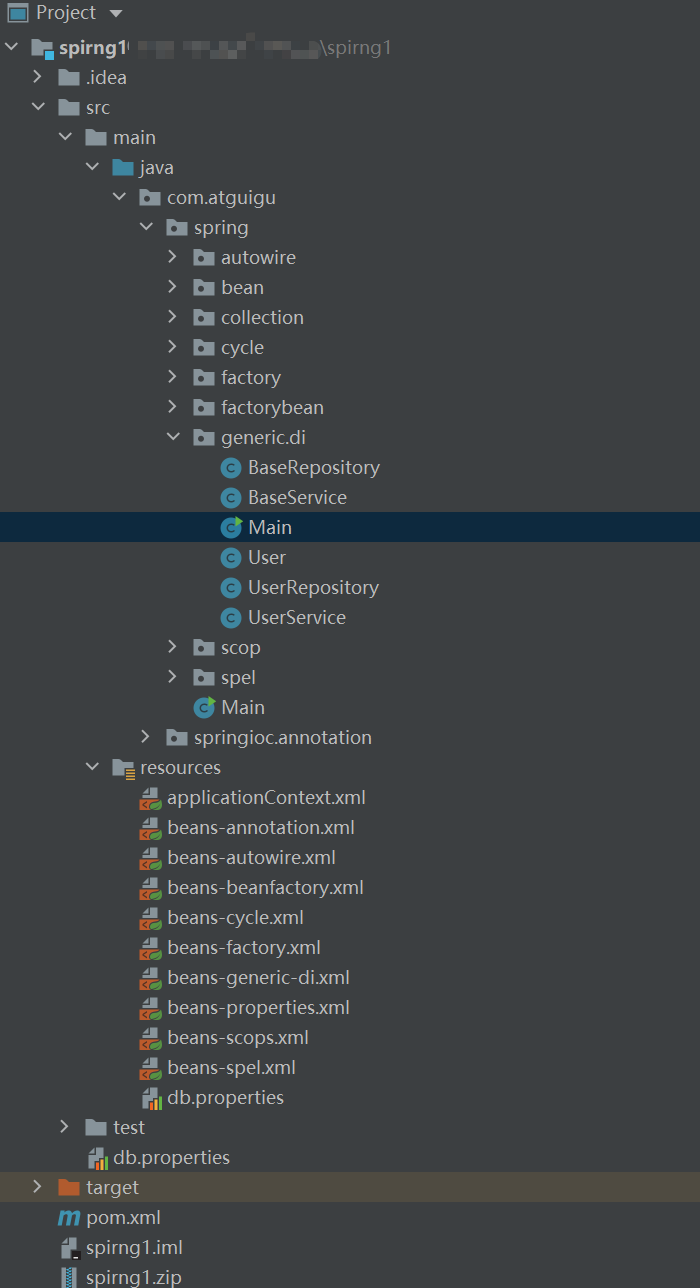 Project
spirng1 \spirng1
.idea
src
main
java
com.atguigu
spring
autowire
bean
collection
cycle
factory
factorybean
generic.di
BaseRepository
BaseService
Main
User
UserRepository
UserService
scop
spel
Main
springioc.annotation
resources
applicationContext.xml
beans-annotation.xml
beans-autowire.xml
beans-beanfactory.xml
beans-cycle.xml
beans-factory.xml
beans-generic-di.xml
beans-properties.xml
beans-scops.xml
beans-spel.xml
db.properties
test
db.properties
target
pom.xml
spirng1.iml
spirng1.zip